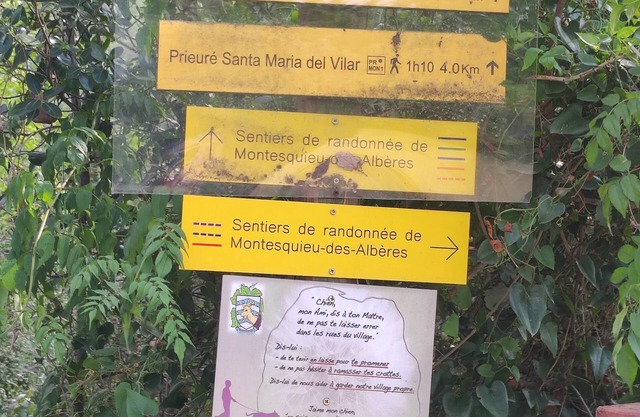 Prieuré Santa Maria del Vilar PR MON1 1h10 4.0Km
Sentiers de randonnée de
Montesquieu Albères
Sentiers de randonnée de
Montesquieu-des-Albères
"Chien,
mon Ami, dis à ton Maître,
de ne pas te laisser errer
dans les rues du village."
Dis-lui :
- de te tenir en laisse pour te promener
- de ne pas hésiter à ramasser tes crottes.
Dis-lui de nous aider à garder notre village propre.
J'aime mon chien,